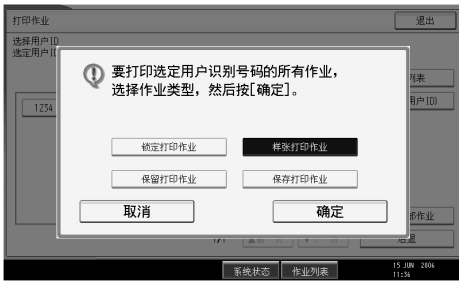 打印作业
退出
选择用户ID
选定用户ID
列表
1234
用户ID)
要打印选定用户识别号码的所有作业，
选择作业类型，然后按[确定]。
锁定打印作业
样张打印作业
保留打印作业
保存打印作业
取消
确定
部作业
1/1
系统状态
作业列表
15 JUN 2006
11:36